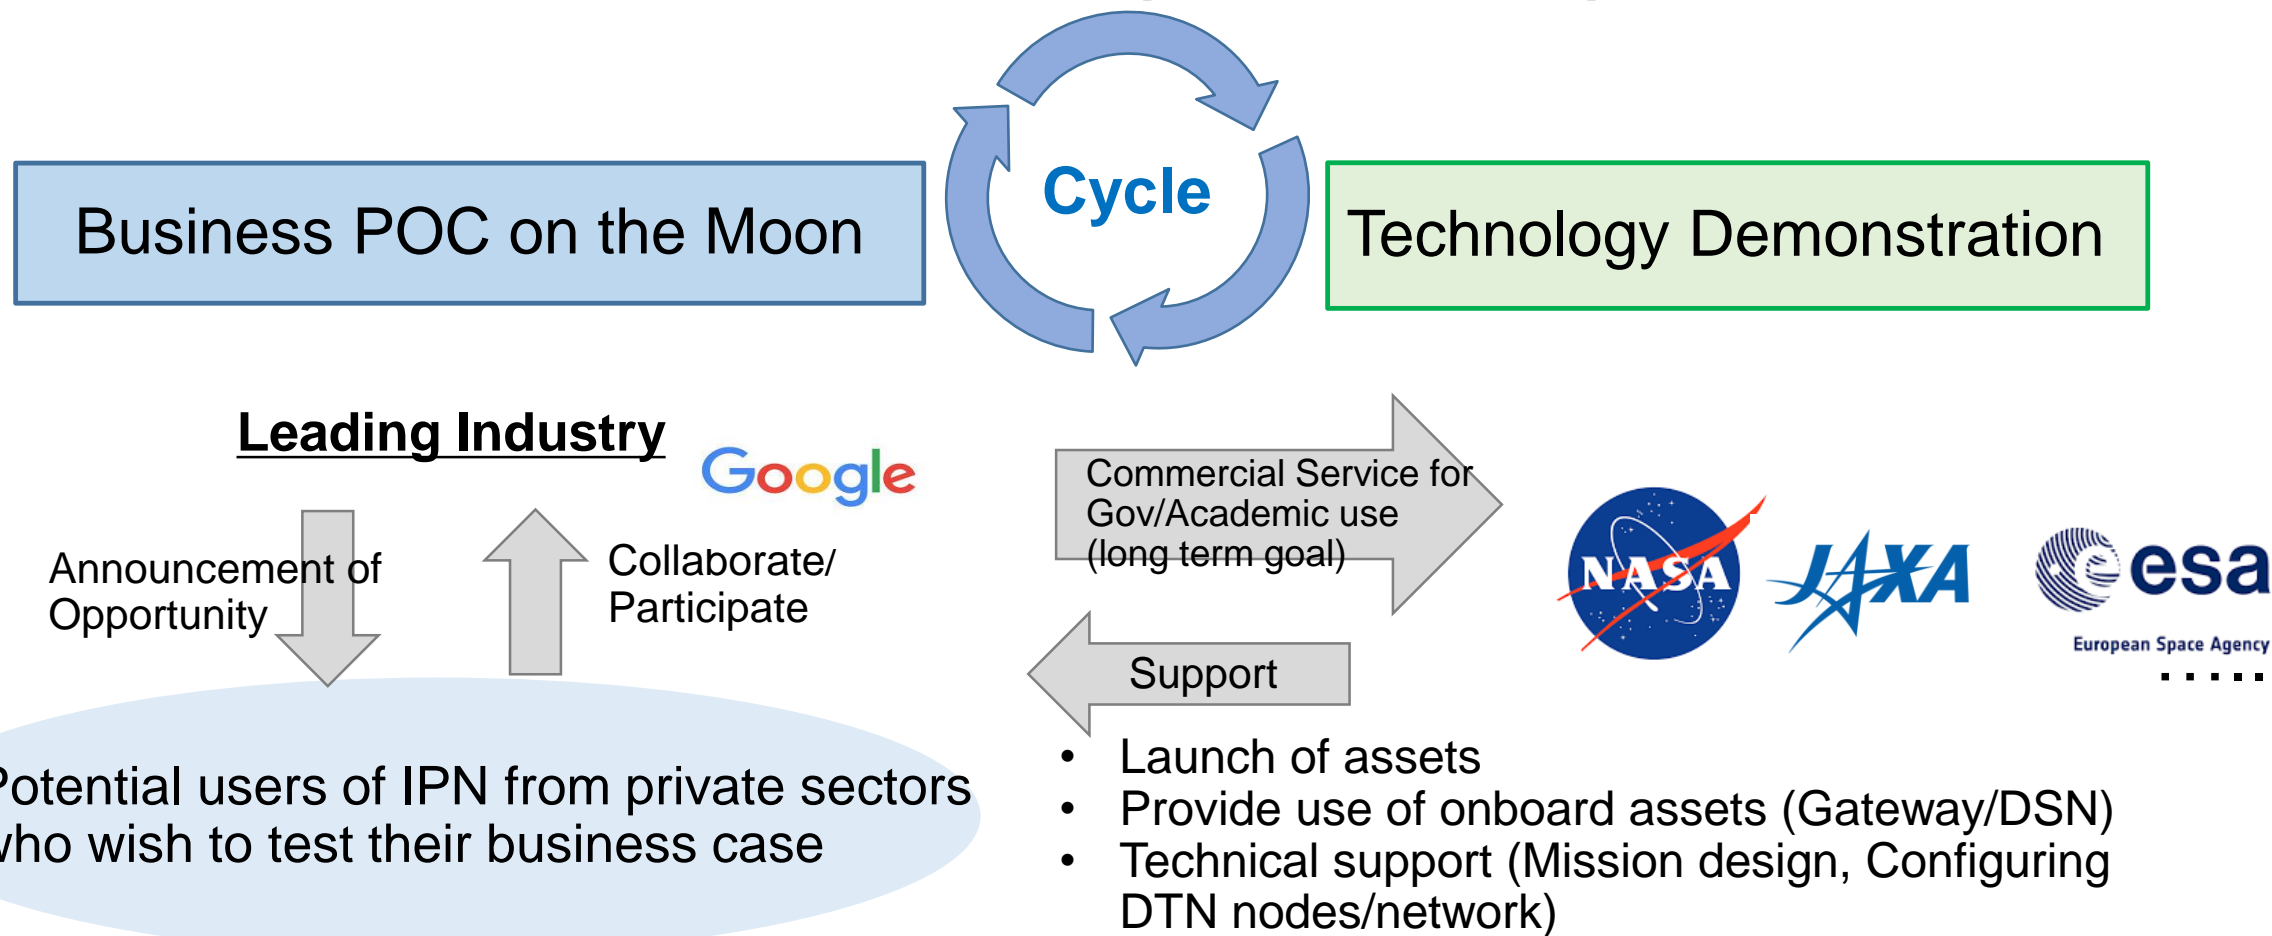 Cycle
Business POC on the Moon
Technology Demonstration
Leading Industry
Google
Announcement of
Opportunity
Collaborate/
Participate
Commercial Service for
Gov/Academic use
(long term goal)
NASA
JAXA
esa
European Space Agency
.....
Support
Potential users of IPN from private sectors
who wish to test their business case
• Launch of assets
• Provide use of onboard assets (Gateway/DSN)
• Technical support (Mission design, Configuring
DTN nodes/network)